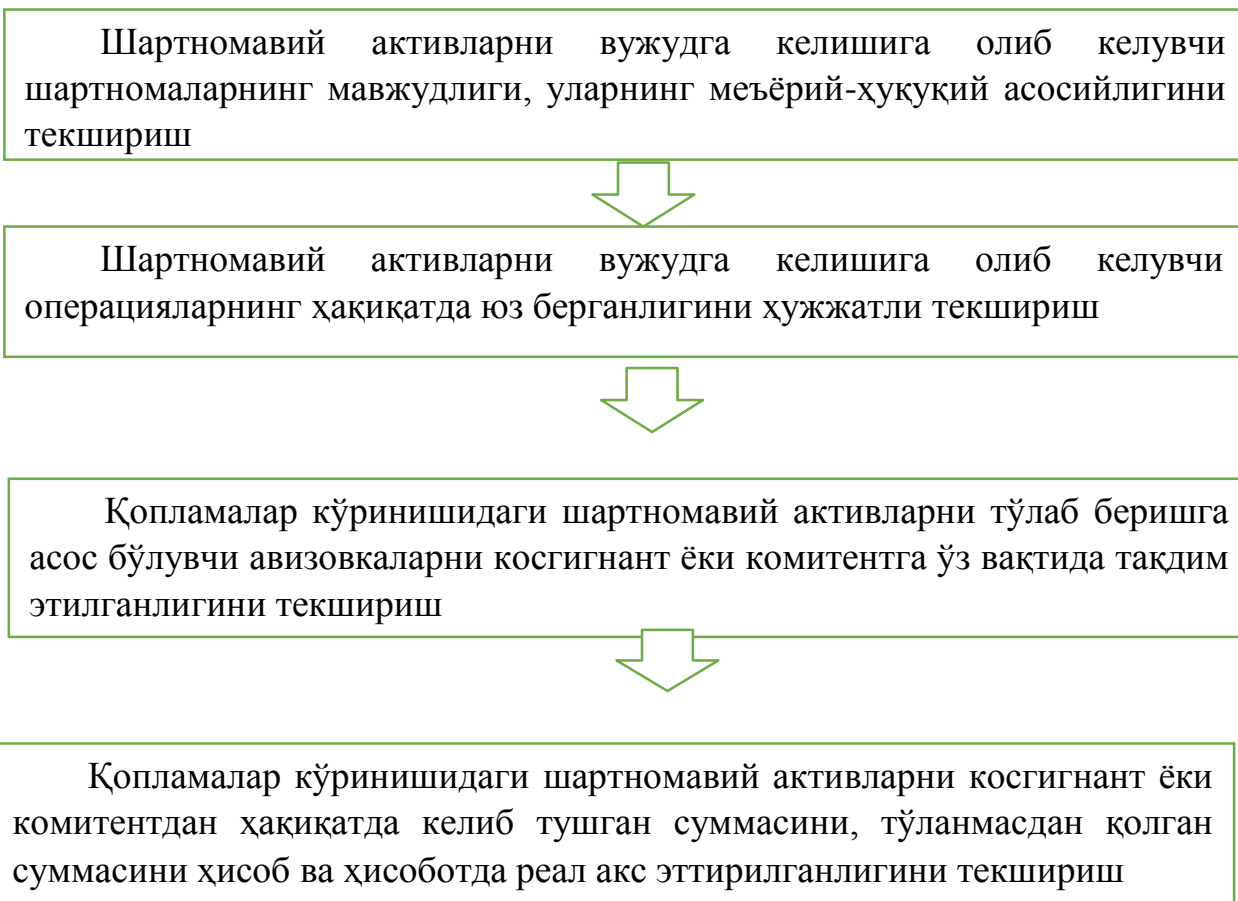 Шартномавий активларни вужудга келишига олиб келувчи
шартномаларнинг мавжудлиги, уларнинг меъёрий-ҳуқуқий асосийлигини
текшириш
Шартномавий активларни вужудга келишига олиб келувчи
операцияларнинг ҳақиқатда юз берганлигини ҳужжатли текшириш
Қопламалар кўринишидаги шартномавий активларни тўлаб беришга
асос бўлувчи авизовкаларни косгигнант ёки комитентга ўз вақтида тақдим
этилганлигини текшириш
Қопламалар кўринишидаги шартномавий активларни косгигнант ёки
комитентдан ҳақиқатда келиб тушган суммасини, тўланмасдан қолган
суммасини ҳисоб ва ҳисоботда реал акс эттирилганлигини текшириш